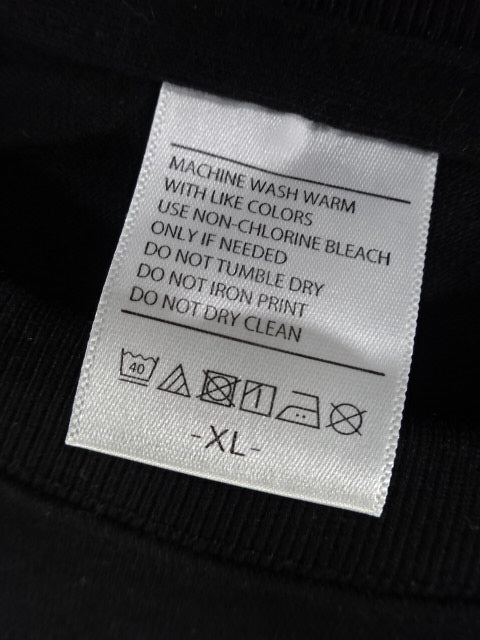 MACHINE WASH WARM
WITH LIKE COLORS
USE NON-CHLORINE BLEACH
ONLY IF NEEDED
DO NOT TUMBLE DRY
DO NOT IRON PRINT
DO NOT DRY CLEAN
40
-XL-